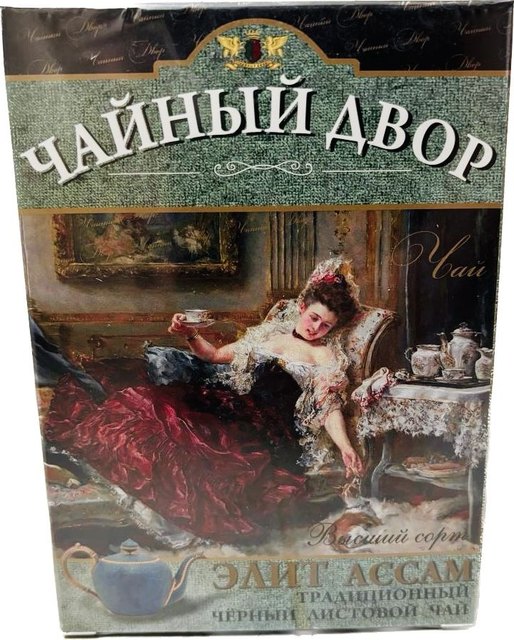 ЧАЙНЫЙ ДВОР
Чай
Высший сорт
ЭЛИТ АССАМ
ТРАДИЦИОННЫЙ
ЧЁРНЫЙ ЛИСТОВОЙ ЧАЙ